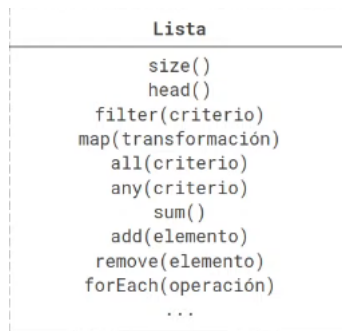 Lista
size()
head()
filter(criterio)
map(transformación)
all(criterio)
any(criterio)
sum()
add(elemento)
remove(elemento)
forEach(operación)
...